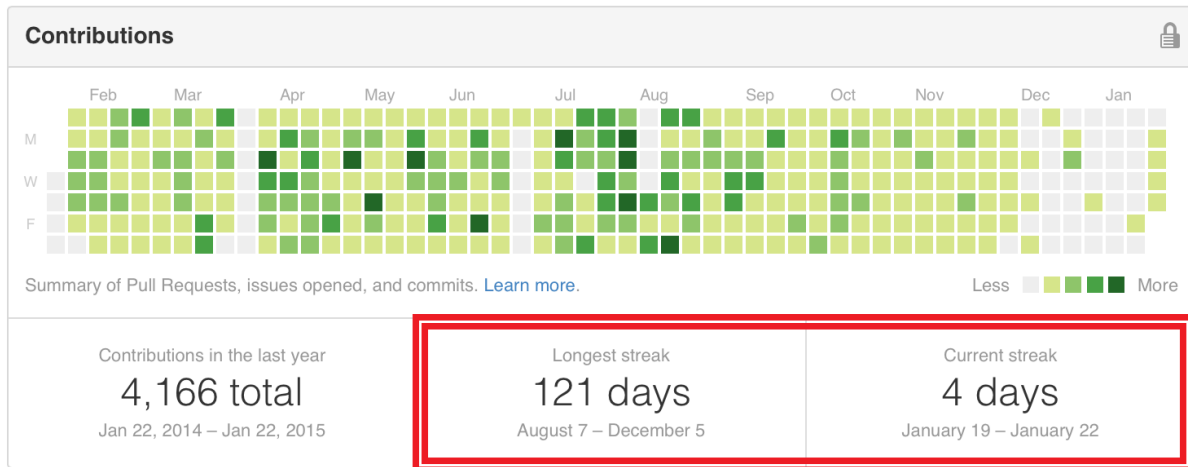 Contributions
Feb Mar Apr May Jun Jul Aug Sep Oct Nov Dec Jan
M
W
F
Summary of Pull Requests, issues opened, and commits. Learn more.
Less More
Contributions in the last year
4,166 total
Jan 22, 2014 – Jan 22, 2015
Longest streak
121 days
August 7 – December 5
Current streak
4 days
January 19 – January 22